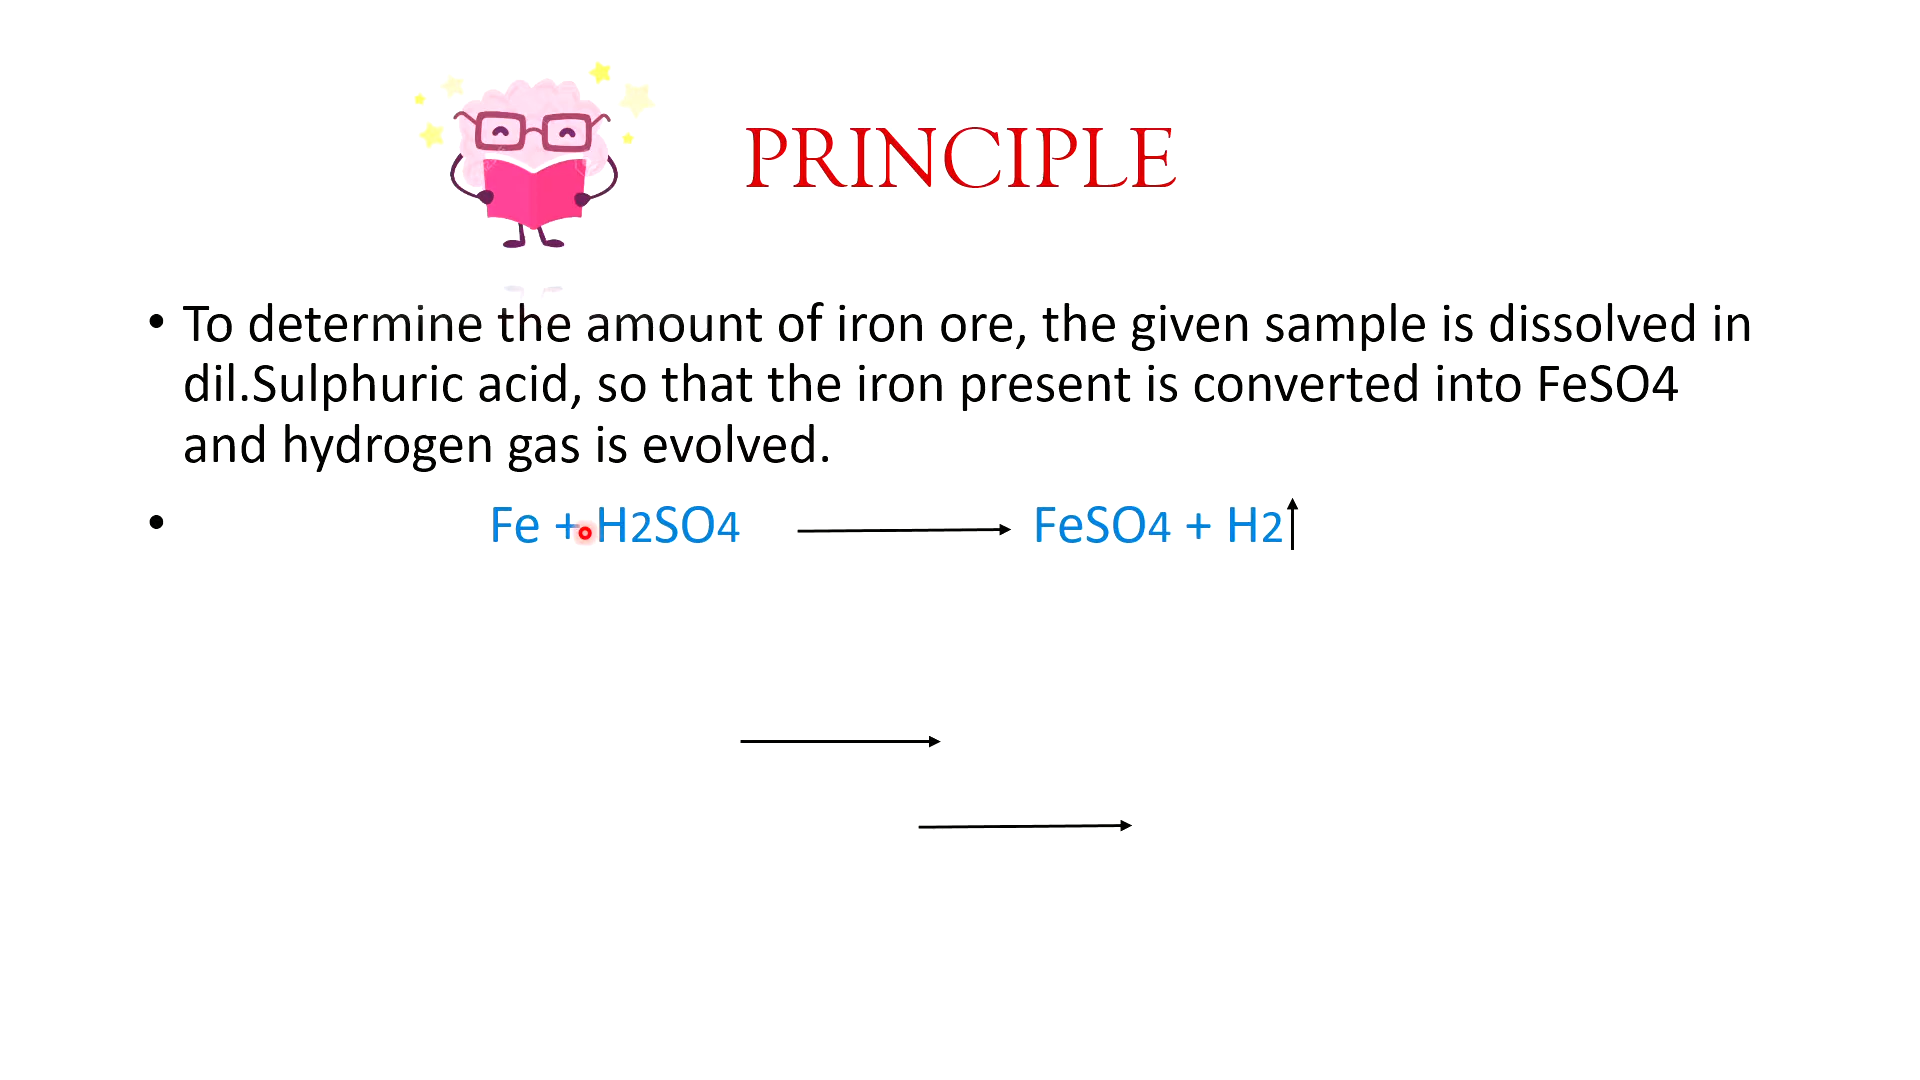 PRINCIPLE
• To determine the amount of iron ore, the given sample is dissolved in
dil.Sulphuric acid, so that the iron present is converted into FeSO4
and hydrogen gas is evolved.
• Fe + H2SO4 → FeSO4 + H2↑